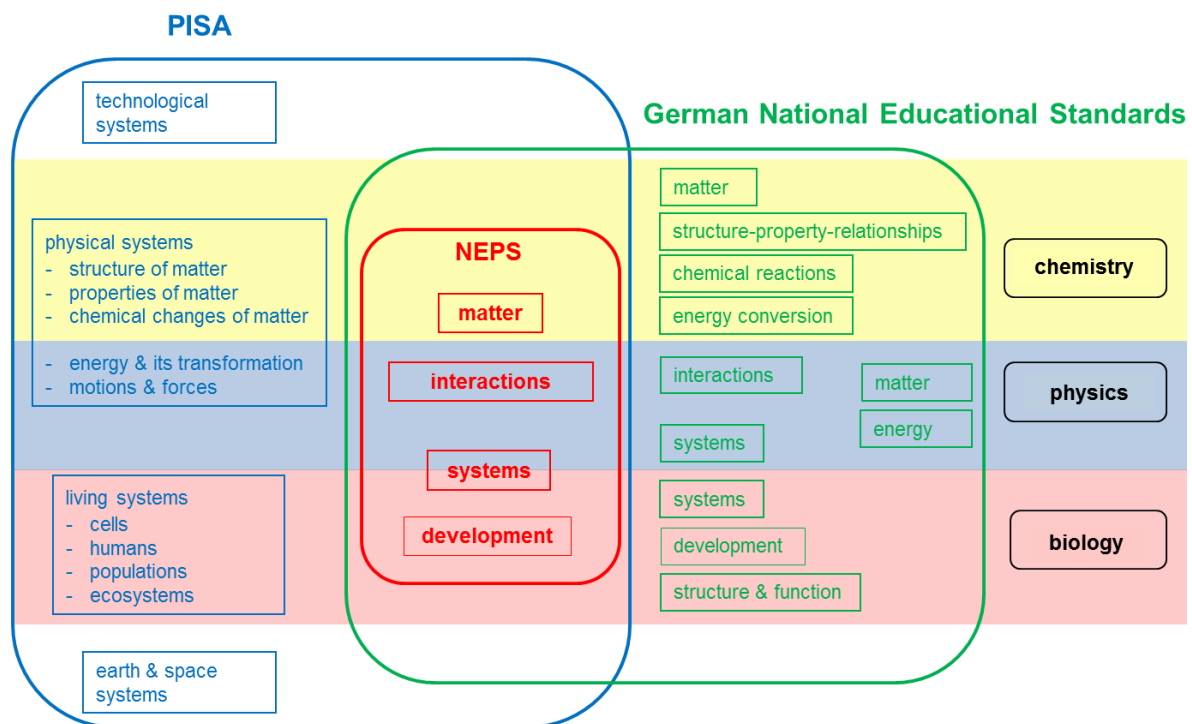 PISA
technological
systems
German National Educational Standards
physical systems
- structure of matter
- properties of matter
- chemical changes of matter
- energy & its transformation
- motions & forces
living systems
- cells
- humans
- populations
- ecosystems
earth & space
systems
NEPS
matter
interactions
systems
development
matter
structure-property-relationships
chemical reactions
energy conversion
interactions
matter
energy
systems
systems
development
structure & function
chemistry
physics
biology